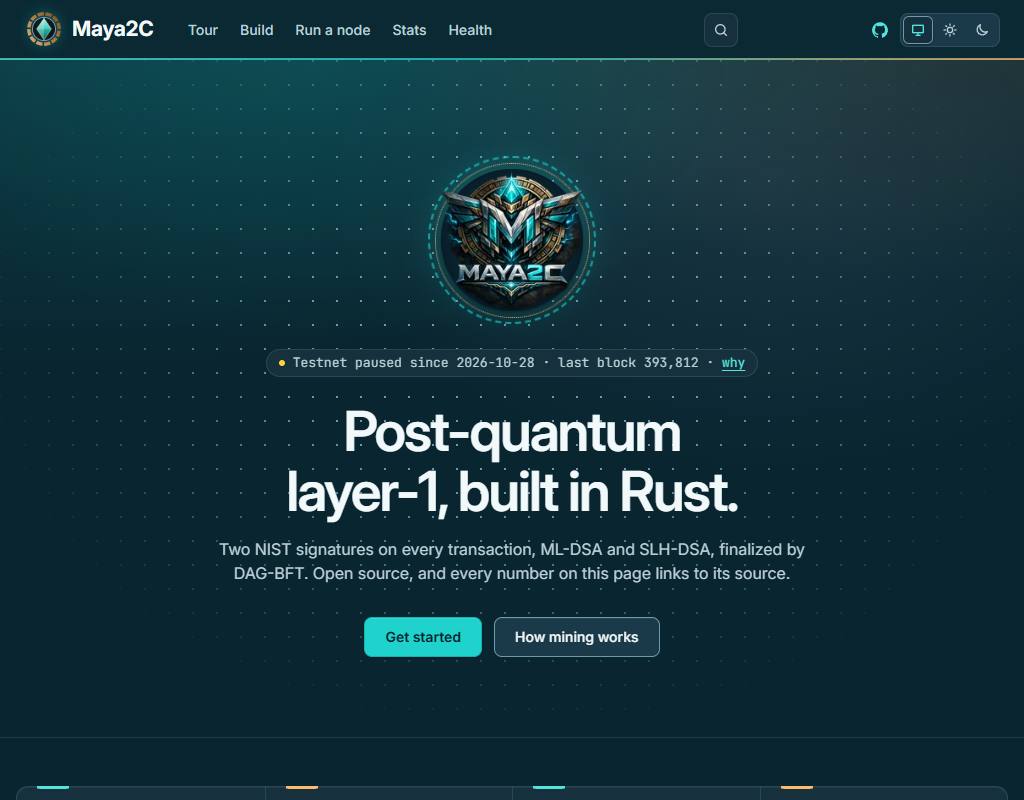 Maya2C
Tour
Build
Run a node
Stats
Health
MAYA2C
Testnet paused since 2026-10-28 · last block 393,812 · why
Post-quantum
layer-1, built in Rust.
Two NIST signatures on every transaction, ML-DSA and SLH-DSA, finalized by
DAG-BFT. Open source, and every number on this page links to its source.
Get started
How mining works